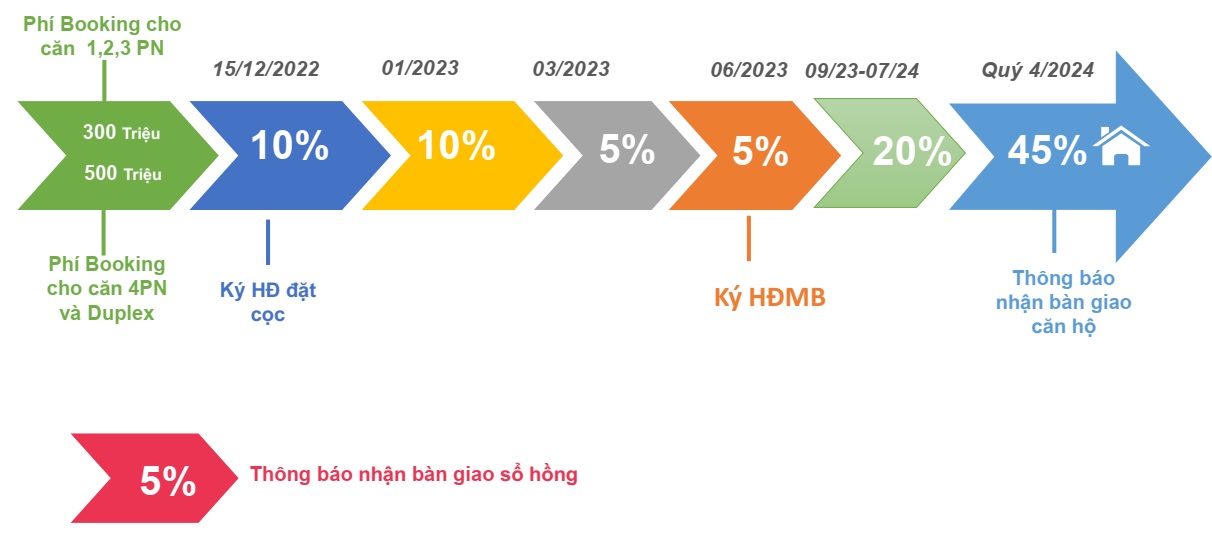 Phí Booking cho
căn 1,2,3 PN
300 Triệu
500 Triệu
Phí Booking
cho căn 4PN
và Duplex
15/12/2022
10%
Ký HĐ đặt
cọc
01/2023
10%
03/2023
5%
06/2023
5%
Ký HĐMB
09/23-07/24
20%
Quý 4/2024
45%
Thông báo
nhận bàn giao
căn hộ
5%
Thông báo nhận bàn giao sổ hồng